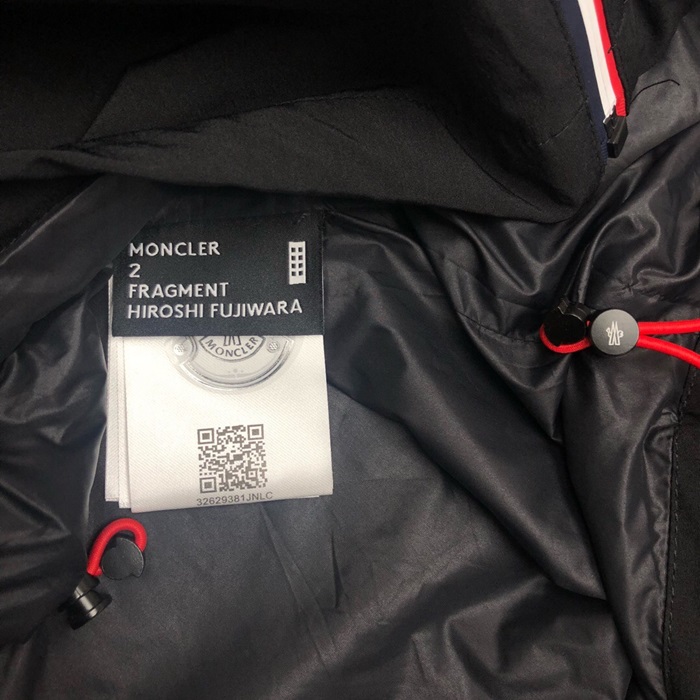 MONCLER
2
FRAGMENT
HIROSHI FUJIWARA
MONCLER
32629381JNLC